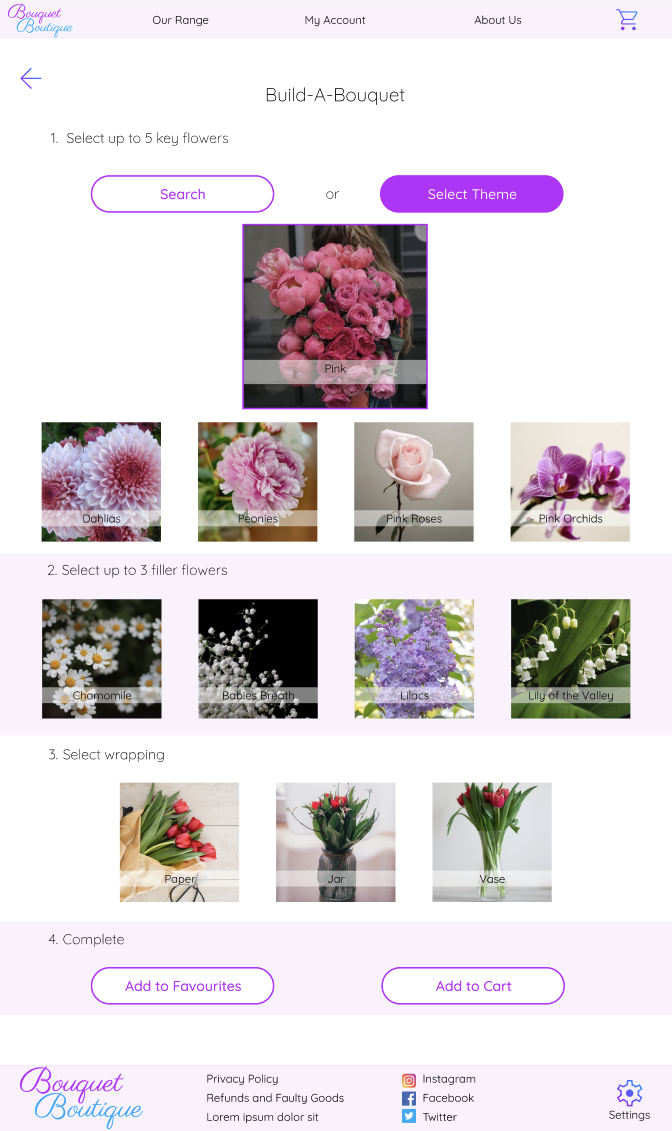 Bouquet
Boutique
Our Range
My Account
About Us
Build-A-Bouquet
1. Select up to 5 key flowers
Search
or
Select Theme
Pink
Dahlias
Peonies
Pink Roses
Pink Orchids
2. Select up to 3 filler flowers
Chamomile
Babies Breath
Lilacs
Lily of the Valley
3. Select wrapping
Paper
Jar
Vase
4. Complete
Add to Favourites
Add to Cart
Bouquet
Boutique
Privacy Policy
Refunds and Faulty Goods
Lorem ipsum dolor sit
Instagram
Facebook
Twitter
Settings